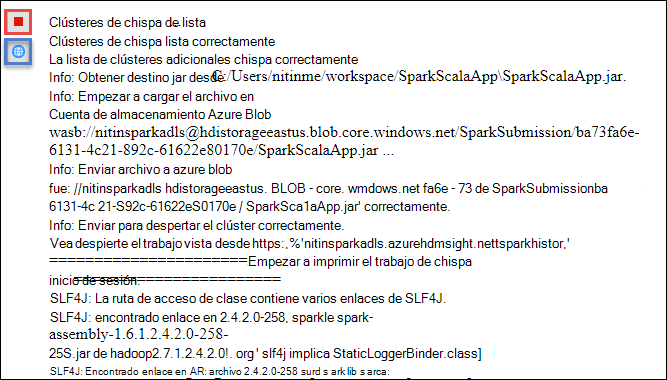 Clústeres de chispa de lista
Clústeres de chispa lista correctamente
La lista de clústeres adicionales chispa correctamente
Info: Obtener destino jar desde C:/Users/nitinme/workspace/SparkScalaApp\SparkScalaApp.jar.
Info: Empezar a cargar el archivo en
Cuenta de almacenamiento Azure Blob
wasb://nitinsparkadls@hdistorageeastus.blob.core.windows.net/SparkSubmission/ba73fa6e-
6131-4c21-892c-61622e80170e/SparkScalaApp.jar ...
Info: Enviar archivo a azure blob
fue: //nitinsparkadls hdistorageeastus. BLOB - core. wmdows.net fa6e - 73 de SparkSubmissionba
6131-4c 21-S92c-61622eS0170e / SparkSca1aApp.jar' correctamente.
Info: Enviar para despertar el clúster correctamente.
Vea despierte el trabajo vista desde https:,%'nitinsparkadls.azurehdmsight.nettsparkhistor,'
======================Empezar a imprimir el trabajo de chispa
inicio de sesión.=======================
SLF4J: La ruta de acceso de clase contiene varios enlaces de SLF4J.
SLF4J: encontrado enlace en 2.4.2.0-258, sparkle spark-
assembly-1.6.1.2.4.2.0-258-
25S.jar de hadoop2.7.1.2.4.2.0!. org ' slf4j implica StaticLoggerBinder.class]
SLF4J: Encontrado enlace en AR: archivo 2.4.2.0-258 surd s ark lib s arca: